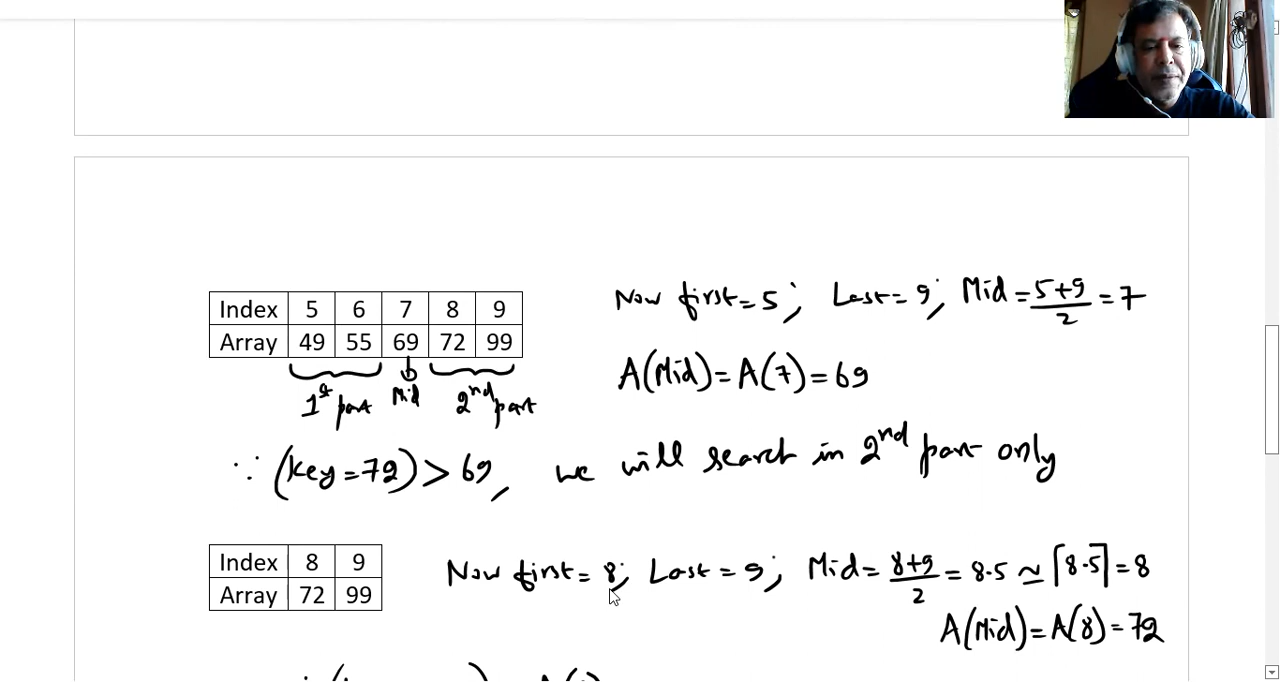 Index 5 6 7 8 9
Array 49 55 69 72 99
1st part Mid 2nd part
Now first = 5; Last = 9; Mid = 5+9/2 = 7
A(Mid) = A(7) = 69
∵ (key = 72) > 69, we will search in 2nd part only
Index 8 9
Array 72 99
Now first = 8; Last = 9; Mid = 8+9/2 = 8.5 ≃ ⌈8.5⌉ = 8
A(Mid) = A(8) = 72